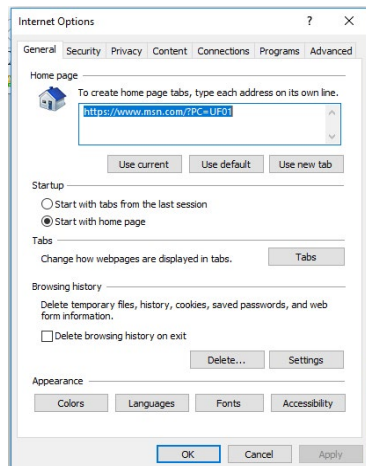 Internet Options ? X
General Security Privacy Content Connections Programs Advanced
Home page
To create home page tabs, type each address on its own line.
https://www.msn.com/?PC=UF01
Use current Use default Use new tab
Startup
Start with tabs from the last session
Start with home page
Tabs
Change how webpages are displayed in tabs. Tabs
Browsing history
Delete temporary files, history, cookies, saved passwords, and web
form information.
Delete browsing history on exit
Delete... Settings
Appearance
Colors Languages Fonts Accessibility
OK Cancel Apply